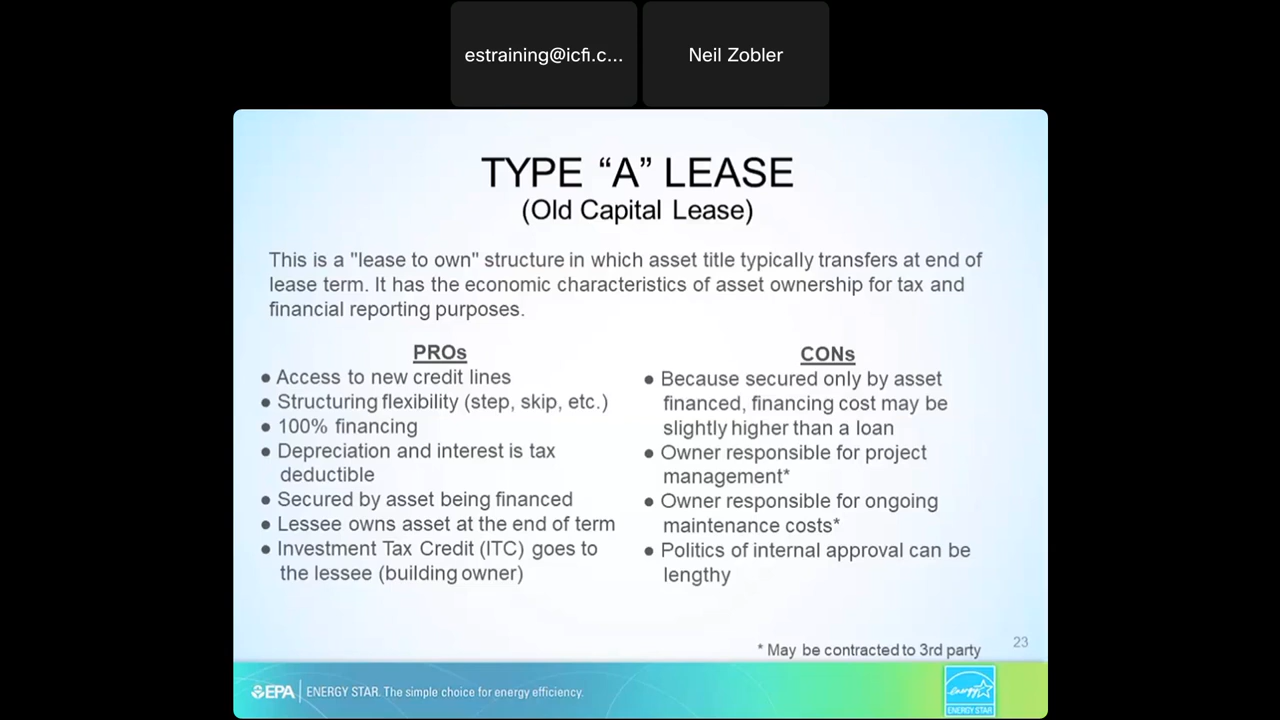 estraining@icfi.c...
Neil Zobler
TYPE “A” LEASE
(Old Capital Lease)
This is a "lease to own" structure in which asset title typically transfers at end of
lease term. It has the economic characteristics of asset ownership for tax and
financial reporting purposes.
PROs
● Access to new credit lines
● Structuring flexibility (step, skip, etc.)
● 100% financing
● Depreciation and interest is tax
deductible
● Secured by asset being financed
● Lessee owns asset at the end of term
● Investment Tax Credit (ITC) goes to
the lessee (building owner)
CONs
● Because secured only by asset
financed, financing cost may be
slightly higher than a loan
● Owner responsible for project
management*
● Owner responsible for ongoing
maintenance costs*
● Politics of internal approval can be
lengthy
* May be contracted to 3rd party
23
EPA
ENERGY STAR. The simple choice for energy efficiency.
energy
ENERGY STAR